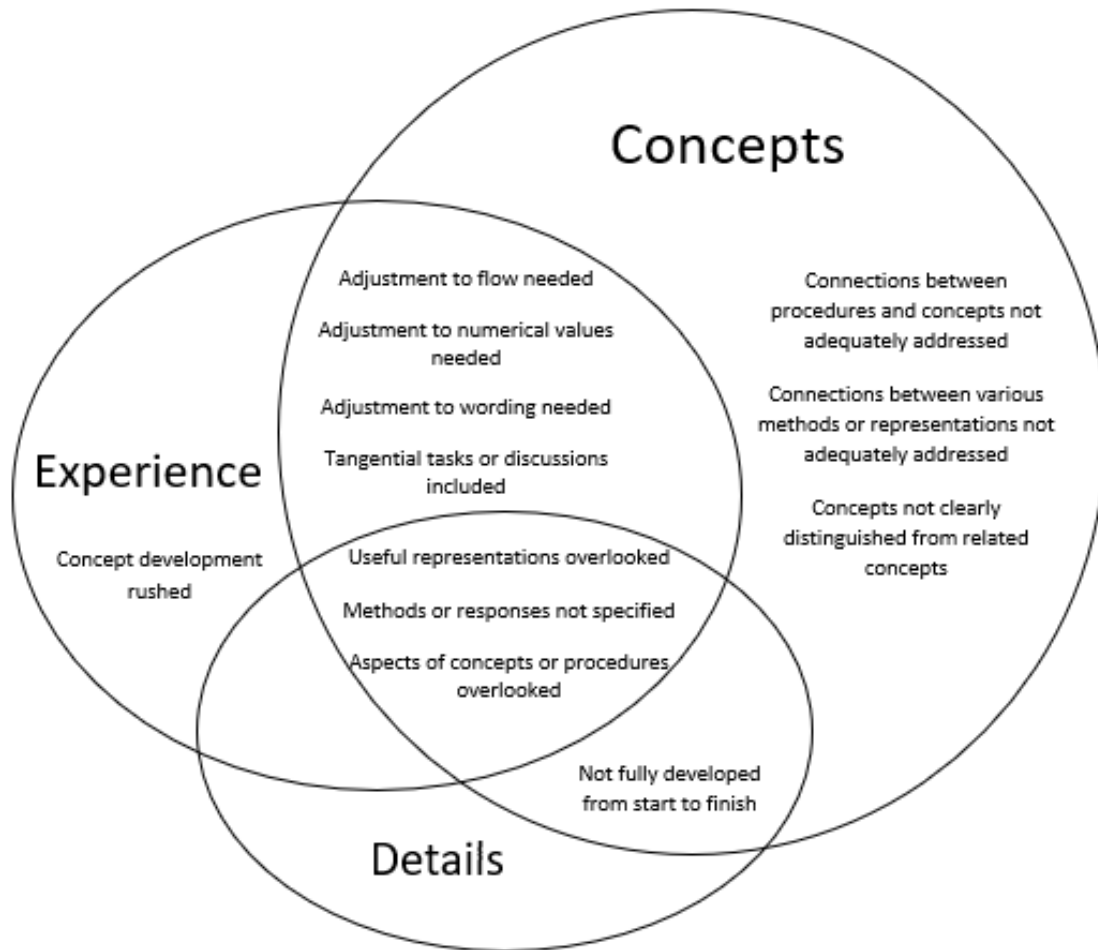 Concepts
Adjustment to flow needed
Adjustment to numerical values
needed
Adjustment to wording needed
Tangential tasks or discussions
included
Connections between
procedures and concepts not
adequately addressed
Connections between various
methods or representations not
adequately addressed
Concepts not clearly
distinguished from related
concepts
Experience
Concept development
rushed
Useful representations overlooked
Methods or responses not specified
Aspects of concepts or procedures
overlooked
Not fully developed
from start to finish
Details